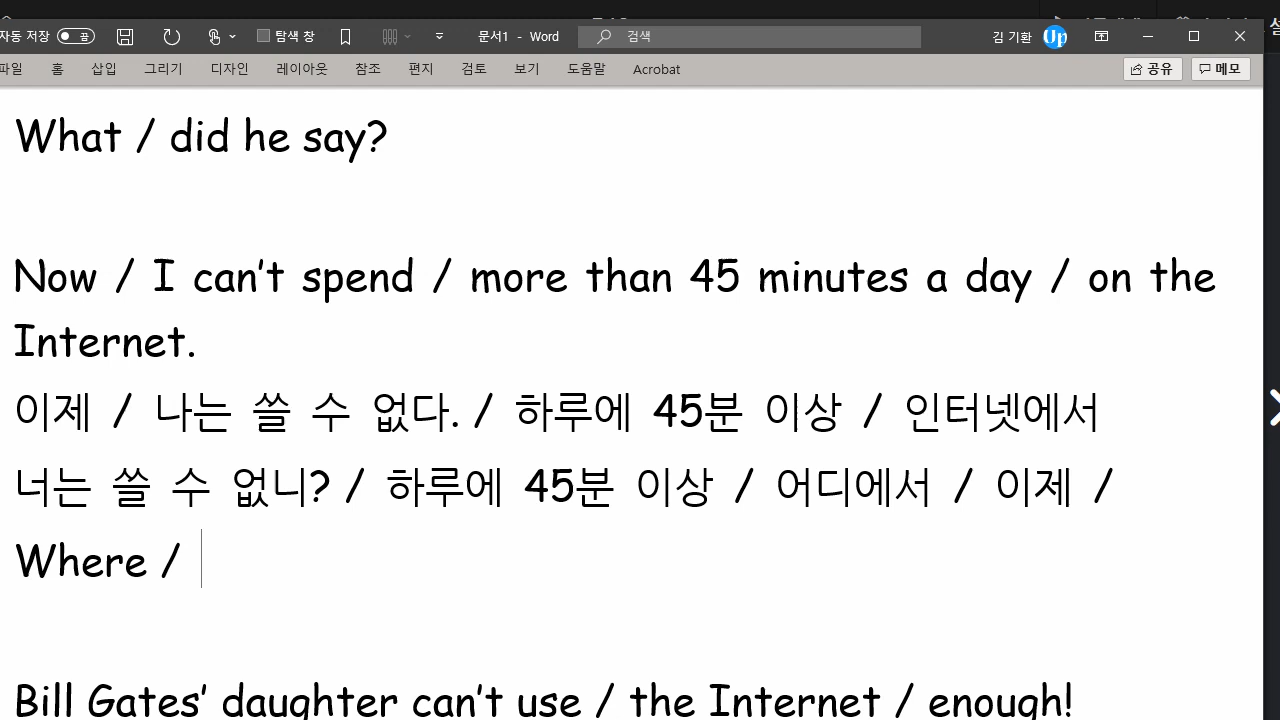 자동 저장 끔 탐색 창 문서1 - Word 검색 김 기환 Up
파일 홈 삽입 그리기 디자인 레이아웃 참조 편지 검토 보기 도움말 Acrobat 공유 메모
What / did he say?
Now / I can't spend / more than 45 minutes a day / on the
Internet.
이제 / 나는 쓸 수 없다. / 하루에 45분 이상 / 인터넷에서
너는 쓸 수 없니? / 하루에 45분 이상 / 어디에서 / 이제 /
Where /
Bill Gates' daughter can't use / the Internet / enough!